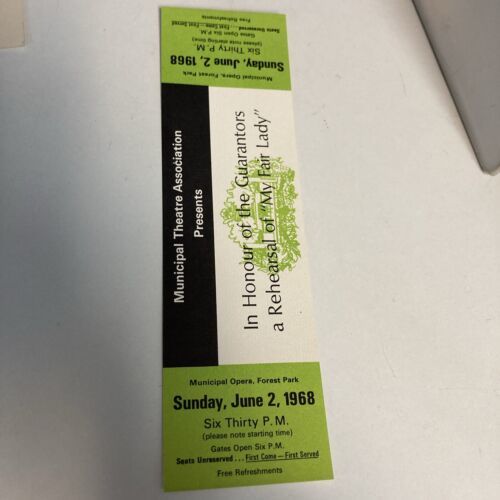 Municipal Opera, Forest Park
Sunday, June 2, 1968
Six Thirty P.M.
(please note starting time)
Gates Open Six P.M.
Seats Unreserved...First Come—First Served
Free Refreshments
Municipal Theatre Association
Presents
In Honour of the Guarantors
a Rehearsal of "My Fair Lady"
Municipal Opera, Forest Park
Sunday, June 2, 1968
Six Thirty P.M.
(please note starting time)
Gates Open Six P.M.
Seats Unreserved...First Come—First Served
Free Refreshments